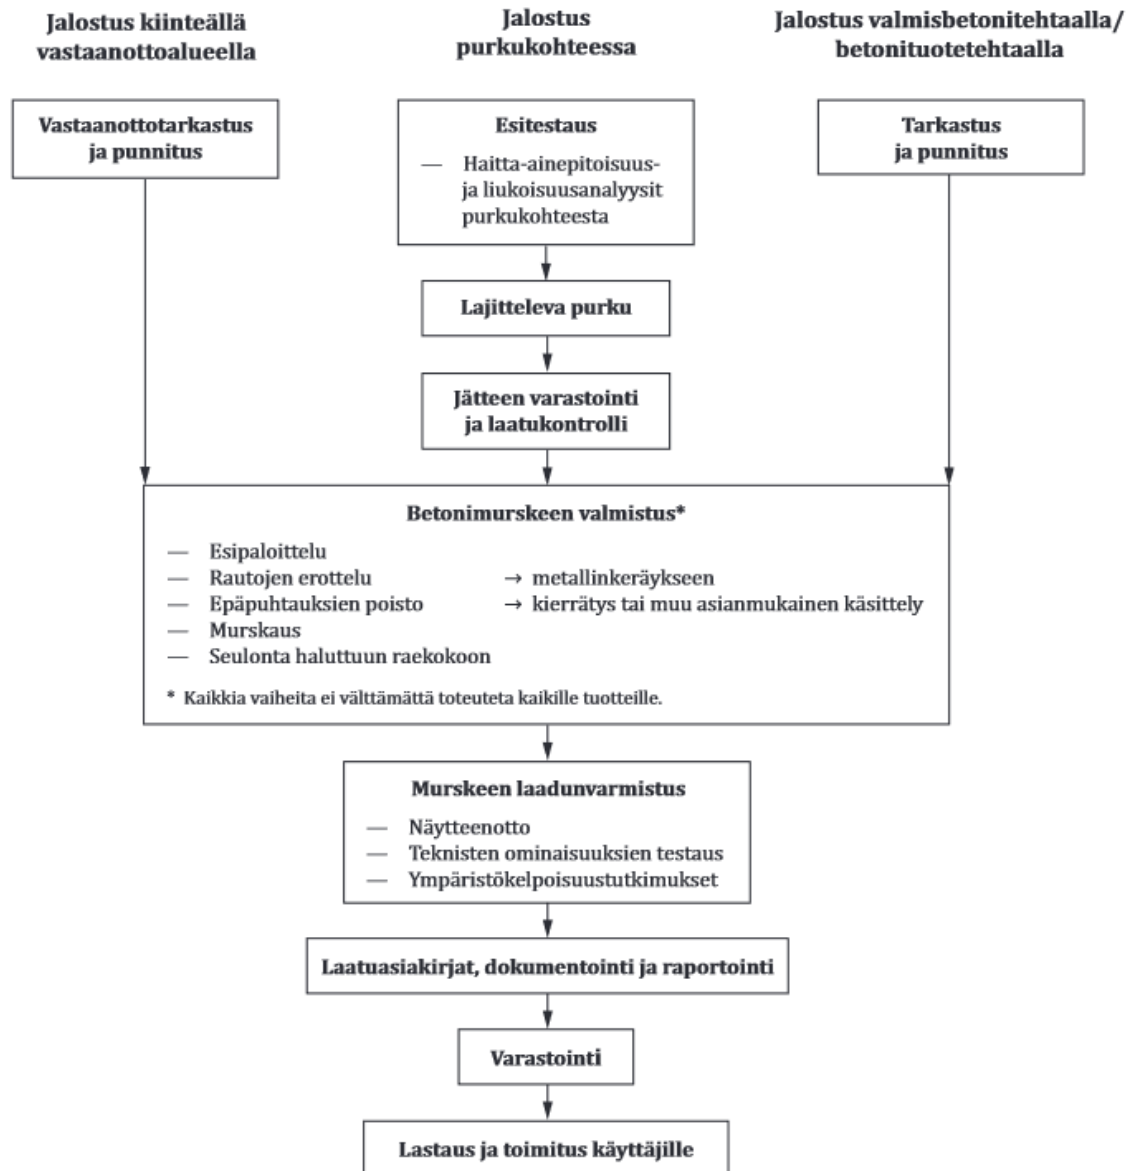 Jalostus kiinteällä
vastaanottoalueella
Jalostus
purkukohteessa
Jalostus valmisbetonitehtaalla/
betonituotetehtaalla
Vastaanottotarkastus
ja punnitus
Esitestaus
— Haitta-ainepitoisuus-
ja liukoisuusanalyysit
purkukohteesta
Tarkastus
ja punnitus
Lajitteleva purku
Jätteen varastointi
ja laatukontrolli
Betonimurskeen valmistus*
— Esipaloittelu
— Rautojen erottelu → metallinkeräykseen
— Epäpuhtauksien poisto → kierrätys tai muu asianmukainen käsittely
— Murskaus
— Seulonta haluttuun raekokoon
* Kaikkia vaiheita ei välttämättä toteuteta kaikille tuotteille.
Murskeen laadunvarmistus
— Näytteenotto
— Teknisten ominaisuuksien testaus
— Ympäristökelpoisuustutkimukset
Laatuasiakirjat, dokumentointi ja raportointi
Varastointi
Lastaus ja toimitus käyttäjille